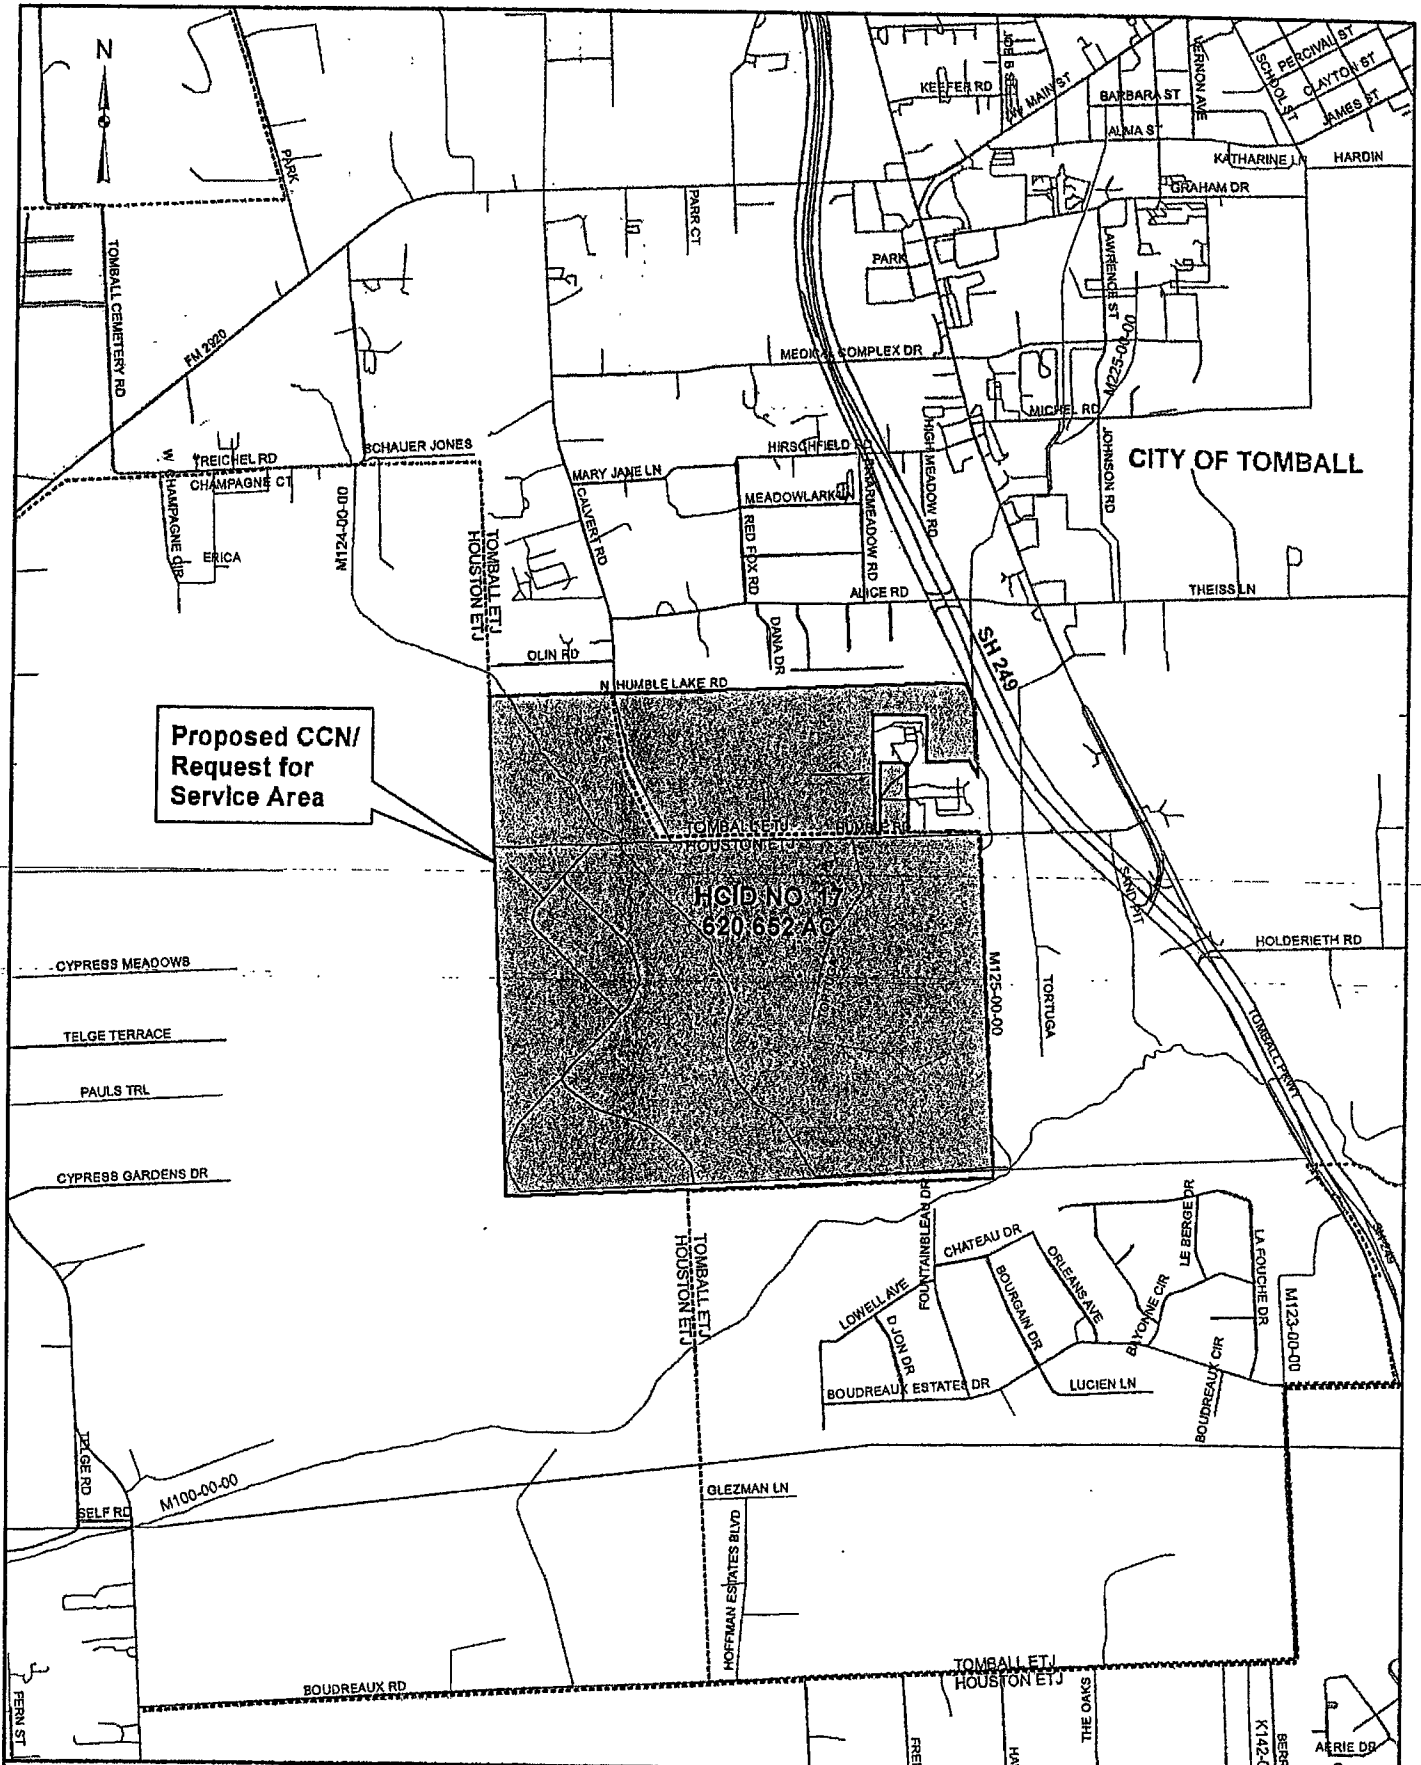 N
JOE B S
VERNON AVE
SCHOOL ST
PERCIVAL ST
CLAYTON ST
JAMES ST
KEEFER RD
MAIN ST
BARBARA ST
ALMA ST
KATHARINE LN
HARDIN
GRAHAM DR
PARK
PARR CT
TOMBALL CEMETERY RD
PARK
LAWRENCE ST
FM 2920
M225-00-00
MEDICAL COMPLEX DR
MICHEL RD
SCHAUER JONES
HIRSCHFIELD RD
HIGH MEADOW RD
JOHNSON RD
CITY OF TOMBALL
TREICHEL RD
CHAMPAGNE CT
W CHAMPAGNE CIR
MARY JANE LN
MEADOWLARK LN
BRIARMEADOW RD
M124-00-00
CALVERT RD
RED FOX RD
ERICA
TOMBALL ETJ
HOUSTON ETJ
ALICE RD
THEISS LN
DANA DR
OLIN RD
SH 249
N HUMBLE LAKE RD
Proposed CCN/
Request for
Service Area
TOMBALL ETJ
HUMBLE RD
HOUSTON ETJ
HCID NO. 17
620.652 AC
SAND PIT
HOLDERIETH RD
CYPRESS MEADOWS
M125-00-00
TORTUGA
TELGE TERRACE
TOMBALL PKWY
PAULS TRL
CYPRESS GARDENS DR
FOUNTAINBLEAU DR
LE BERGE DR
SH 249
CHATEAU DR
TOMBALL ETJ
HOUSTON ETJ
ORLEANS AVE
LA FOUCHE DR
LOWELL AVE
BOURGAIN DR
BAYONNE CIR
M123-00-00
D JON DR
BOUDREAUX ESTATES DR
LUCIEN LN
BOUDREAUX CIR
TELGE RD
M100-00-00
SELF RD
GLEZMAN LN
HOFFMAN ESTATES BLVD
TOMBALL ETJ
HOUSTON ETJ
BOUDREAUX RD
FERN ST
THE OAKS
AERIE DR